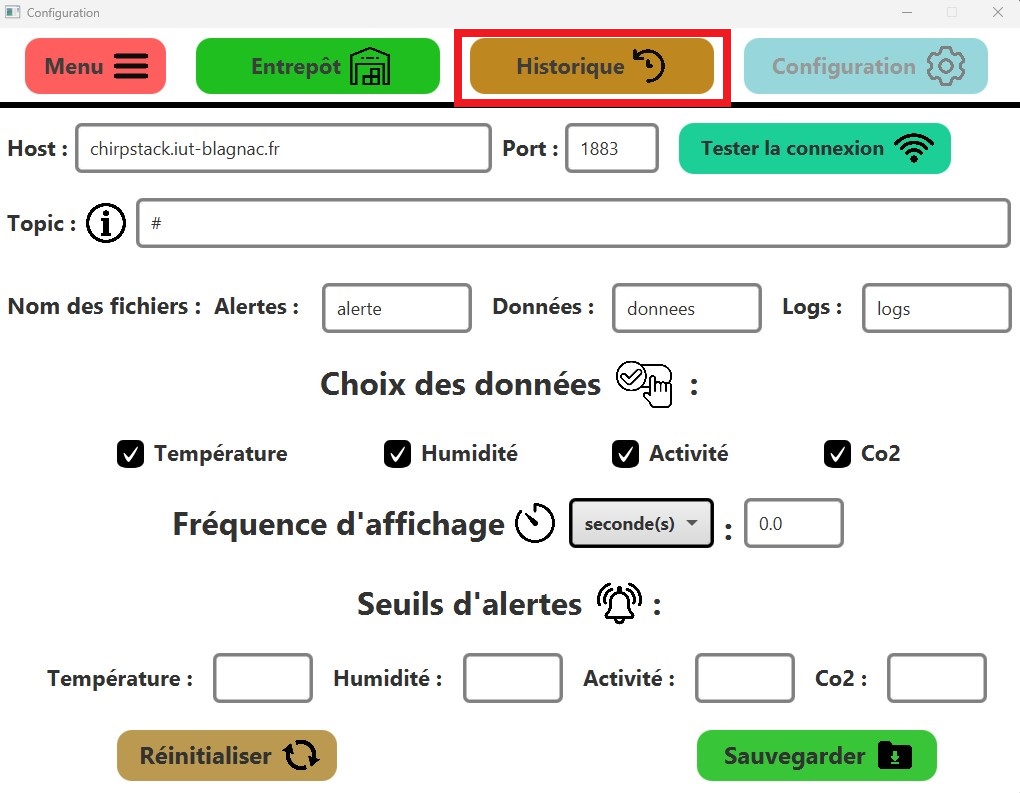 Configuration
Menu Entrepôt Historique Configuration
Host : chirpstack.iut-blagnac.fr Port : 1883 Tester la connexion
Topic : #
Nom des fichiers : Alertes : alerte Données : donnees Logs : logs
Choix des données :
Température Humidité Activité Co2
Fréquence d'affichage seconde(s) : 0.0
Seuils d'alertes :
Température : Humidité : Activité : Co2 :
Réinitialiser Sauvegarder